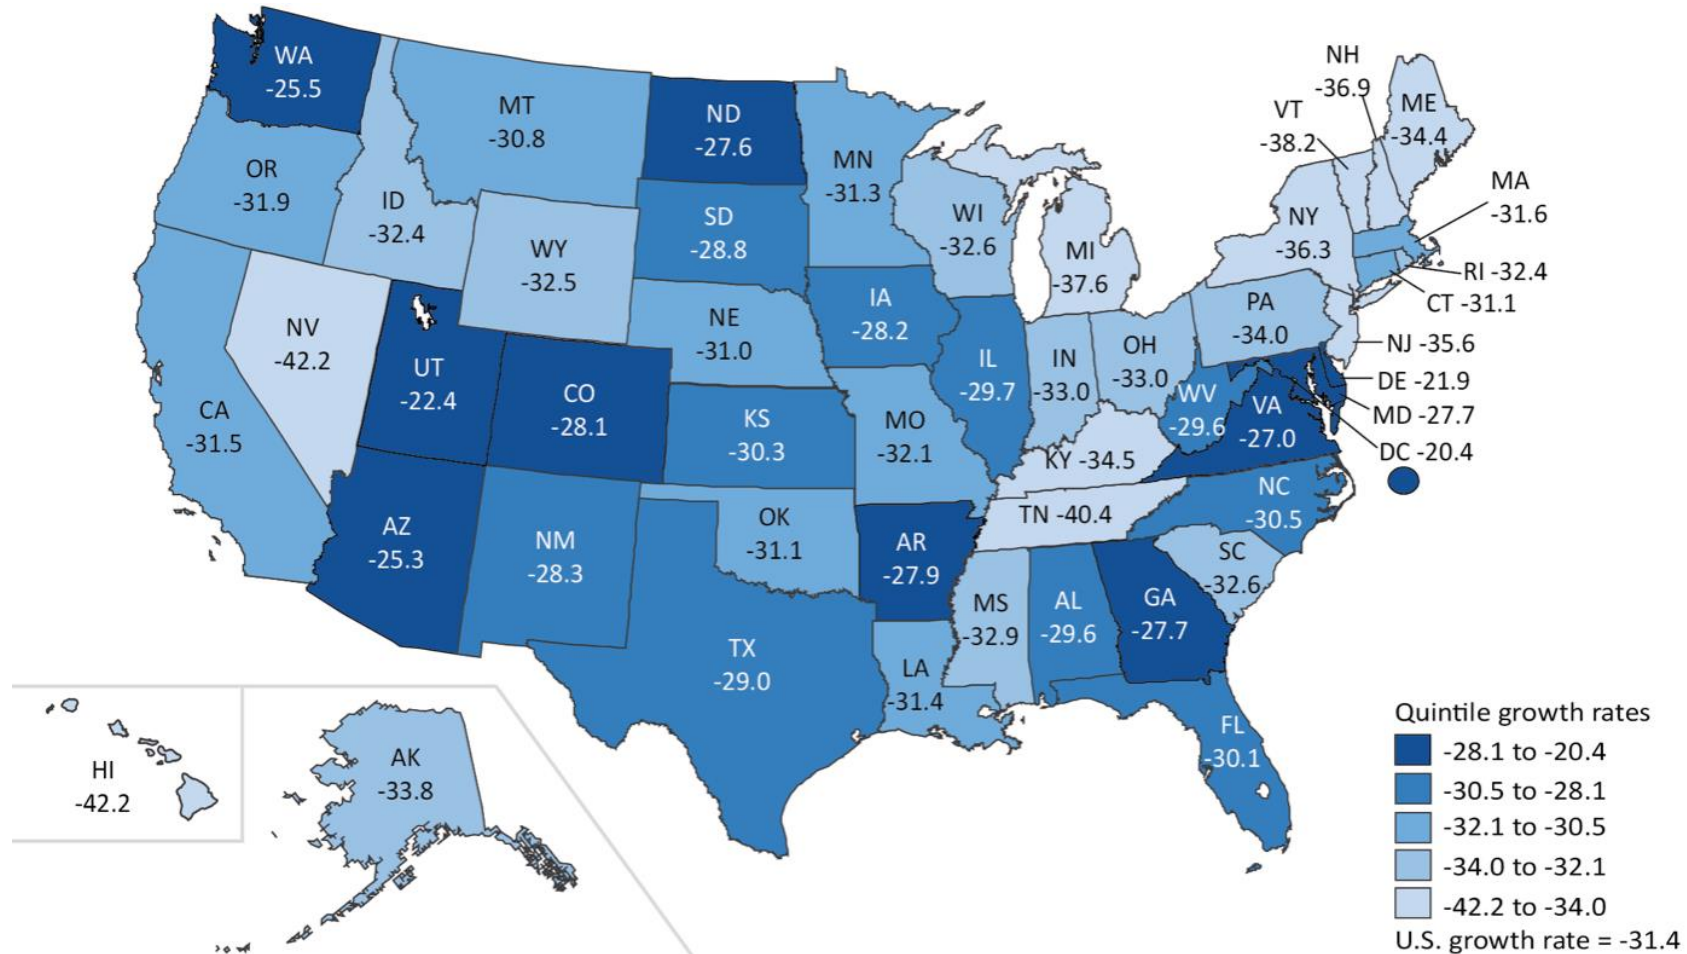 WA
-25.5
MT
-30.8
ND
-27.6
MN
-31.3
OR
-31.9
ID
-32.4
WY
-32.5
SD
-28.8
WI
-32.6
MI
-37.6
NY
-36.3
VT
-38.2
NH
-36.9
ME
-34.4
MA
-31.6
RI -32.4
CT -31.1
NJ -35.6
DE -21.9
MD -27.7
DC -20.4
PA
-34.0
CA
-31.5
NV
-42.2
UT
-22.4
CO
-28.1
NE
-31.0
IA
-28.2
KS
-30.3
MO
-32.1
IL
-29.7
IN
-33.0
OH
-33.0
WV
-29.6
VA
-27.0
KY -34.5
TN -40.4
NC
-30.5
SC
-32.6
AZ
-25.3
NM
-28.3
OK
-31.1
AR
-27.9
TX
-29.0
LA
-31.4
MS
-32.9
AL
-29.6
GA
-27.7
FL
-30.1
HI
-42.2
AK
-33.8
Quintile growth rates
-28.1 to -20.4
-30.5 to -28.1
-32.1 to -30.5
-34.0 to -32.1
-42.2 to -34.0
U.S. growth rate = -31.4